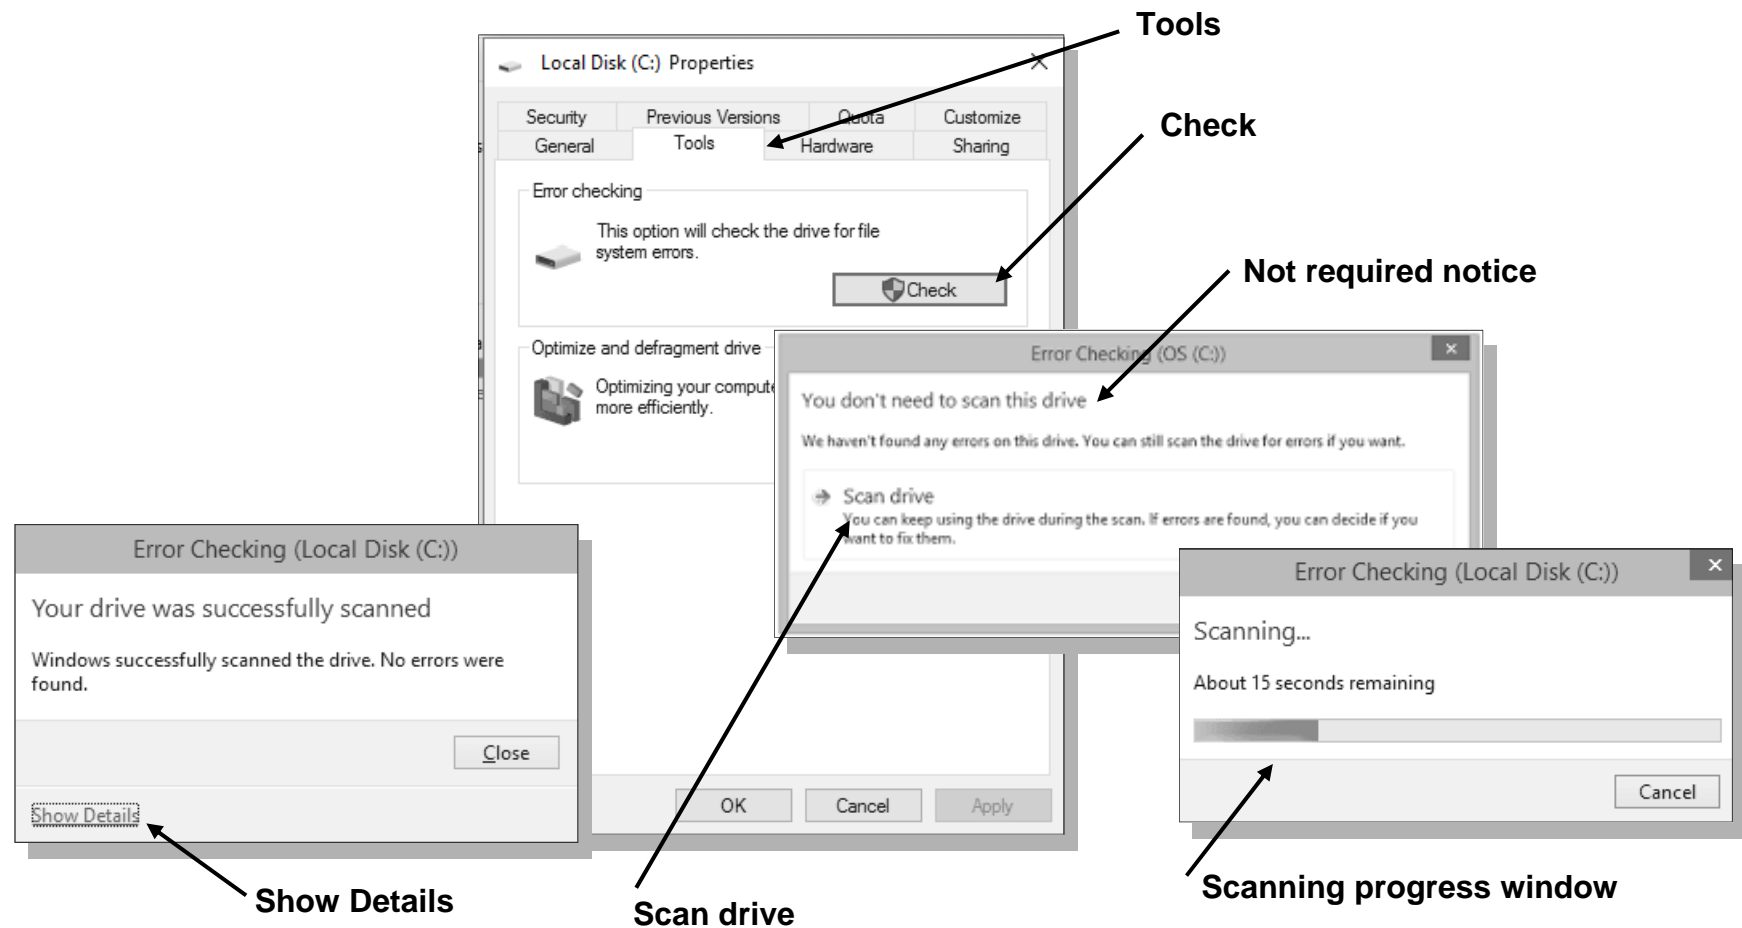 Tools
Local Disk (C:) Properties
Check
Security Previous Versions Quota Customize
General Tools Hardware Sharing
Error checking
This option will check the drive for file
system errors.
Check
Not required notice
Optimize and defragment drive
Optimizing your compute
more efficiently.
Error Checking (OS (C:))
You don't need to scan this drive
We haven't found any errors on this drive. You can still scan the drive for errors if you want.
Scan drive
You can keep using the drive during the scan. If errors are found, you can decide if you
want to fix them.
Error Checking (Local Disk (C:))
Your drive was successfully scanned
Windows successfully scanned the drive. No errors were
found.
Close
Show Details
Error Checking (Local Disk (C:))
Scanning...
About 15 seconds remaining
Cancel
OK Cancel Apply
Show Details
Scan drive
Scanning progress window